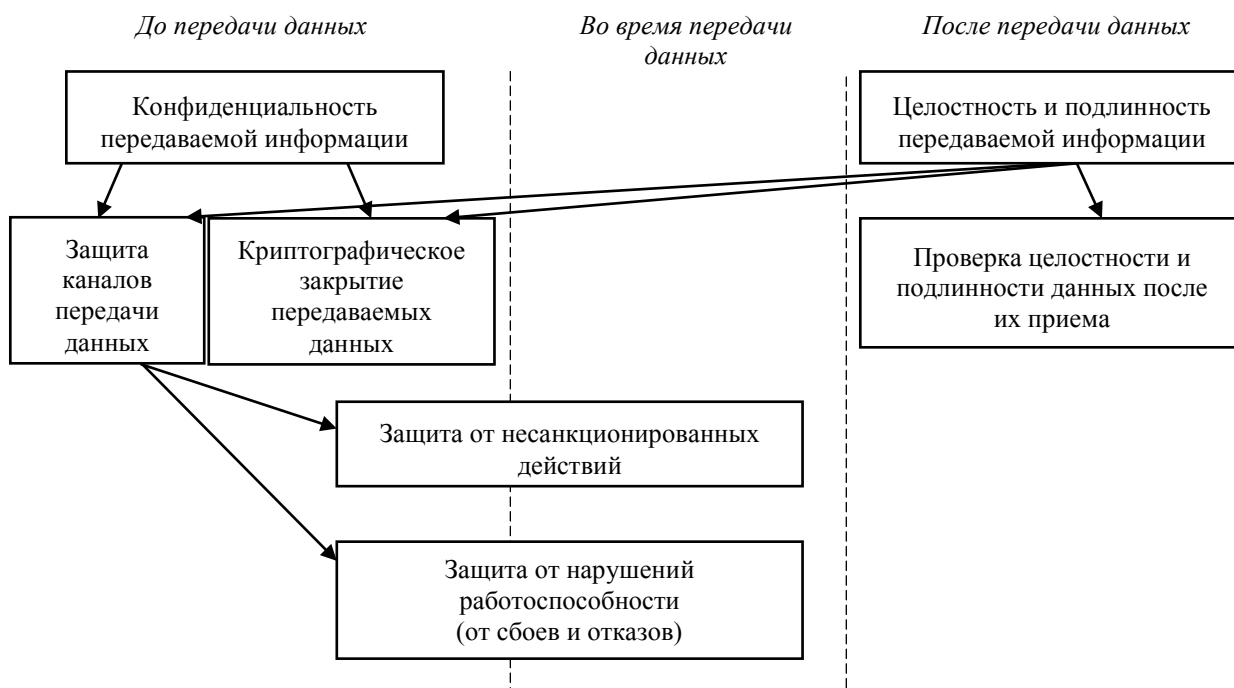 До передачи данных
Во время передачи
данных
После передачи данных
Конфиденциальность
передаваемой информации
Целостность и подлинность
передаваемой информации
Защита
каналов
передачи
данных
Криптографическое
закрытие
передаваемых
данных
Проверка целостности и
подлинности данных после
их приема
Защита от несанкционированных
действий
Защита от нарушений
работоспособности
(от сбоев и отказов)